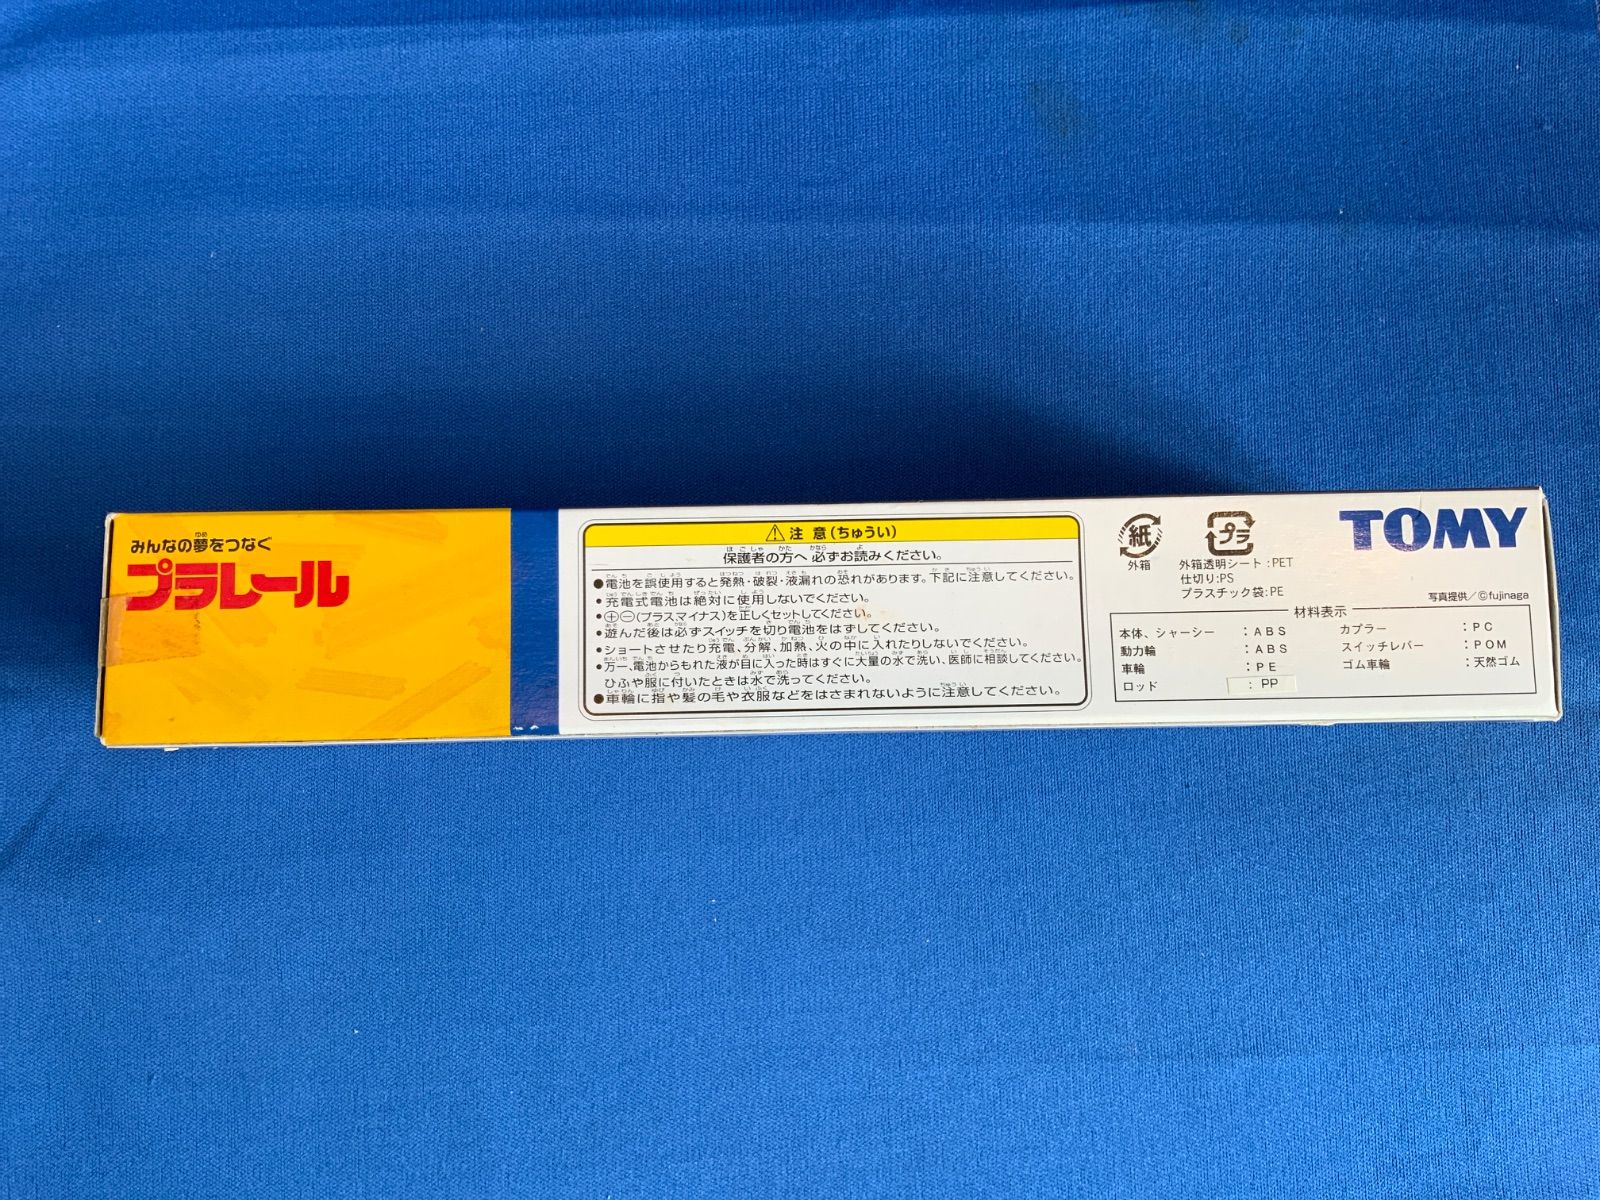 みんなの夢をつなぐ
プラレール
⚠ 注意(ちゅうい)
保護者の方へ 必ずお読みください。
●電池を誤使用すると発熱・破裂・液漏れの恐れがあります。下記に注意してください。
・充電式電池は絶対に使用しないでください。
・⊕⊖(プラスマイナス)を正しくセットしてください。
・遊んだ後は必ずスイッチを切り電池をはずしてください。
・ショートさせたり充電、分解、加熱、火の中に入れたりしないでください。
・万一、電池からもれた液が目に入った時はすぐに大量の水で洗い、医師に相談してください。
ひふや服に付いたときは水で洗ってください。
●車輪に指や髪の毛や衣服などをはさまれないように注意してください。
紙
外箱
プラ
外箱透明シート:PET
仕切り:PS
プラスチック袋:PE
TOMY
写真提供/©fujinaga
材料表示
本体、シャーシー :ABS カプラー :PC
動力輪 :ABS スイッチレバー :POM
車輪 :PE ゴム車輪 :天然ゴム
ロッド :PP